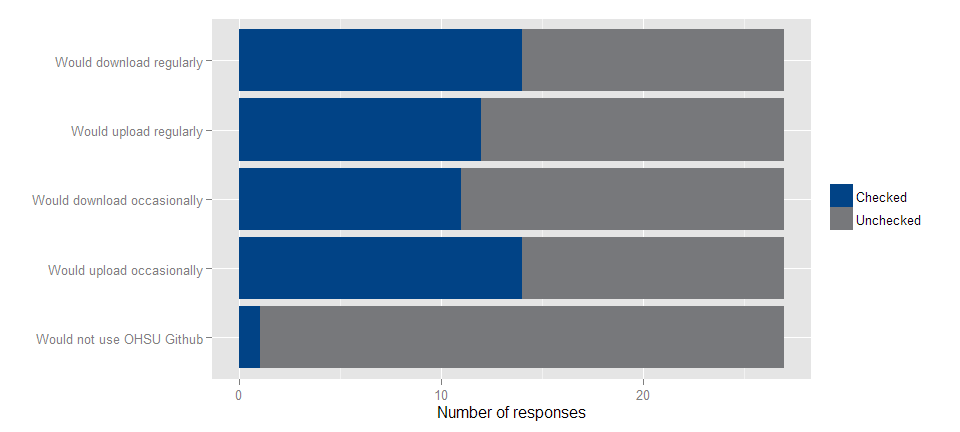 Would download regularly
Would upload regularly
Would download occasionally
Would upload occasionally
Would not use OHSU Github
0
10
20
Number of responses
Checked
Unchecked